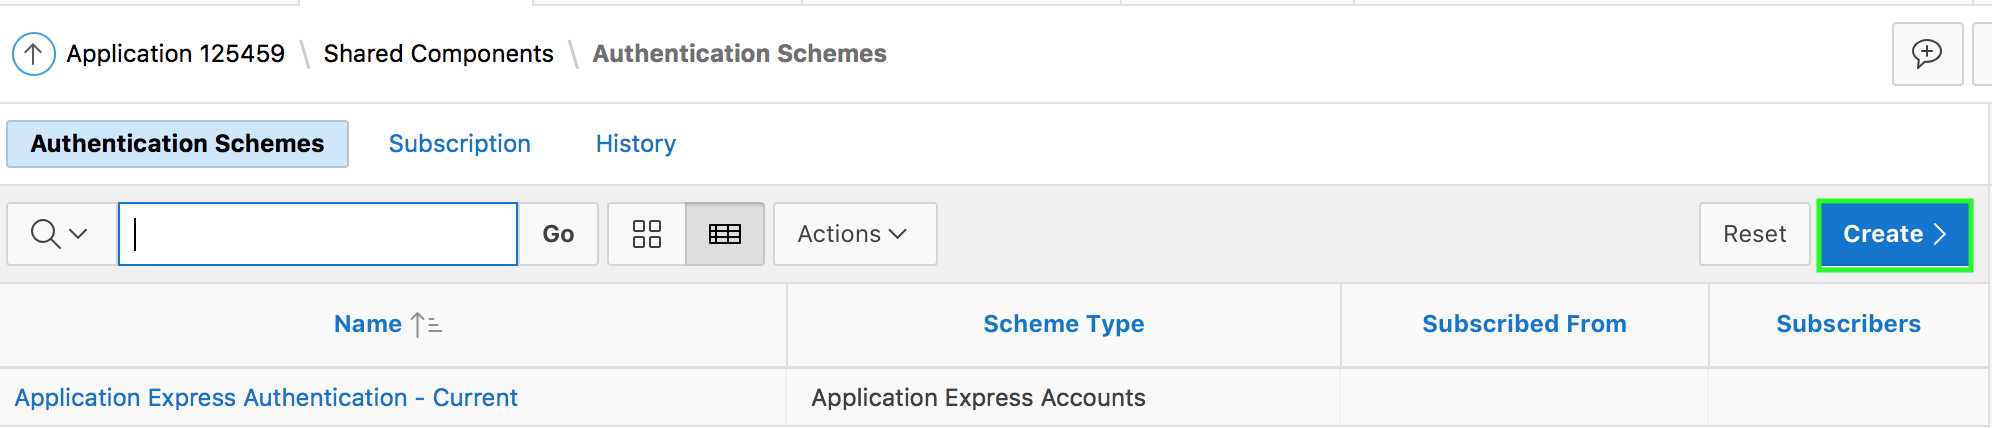 Application 125459 \ Shared Components \ Authentication Schemes
Authentication Schemes Subscription History
Go Actions Reset Create >
Name Scheme Type Subscribed From Subscribers
Application Express Authentication - Current Application Express Accounts